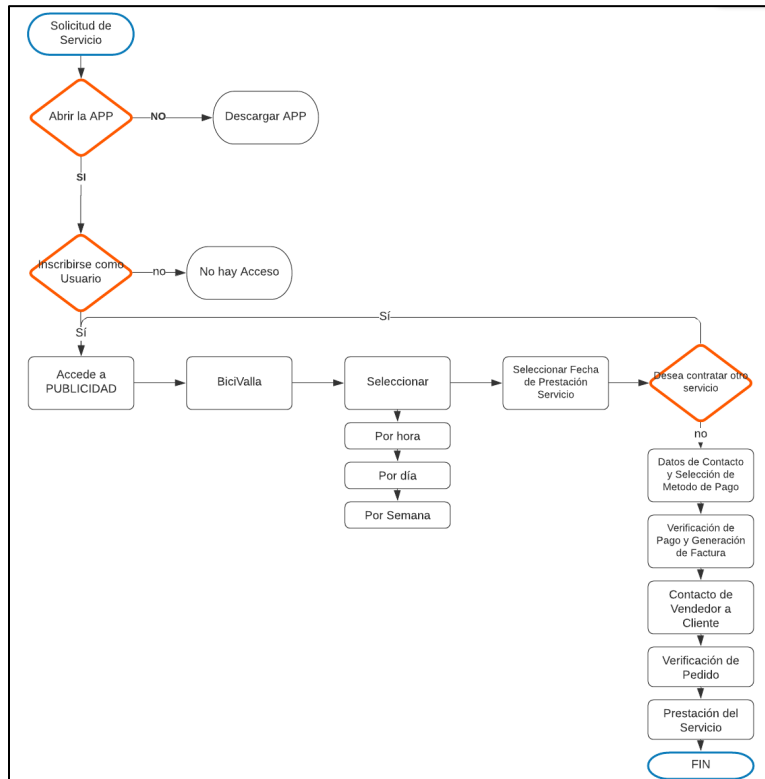 Solicitud de
Servicio
Abrir la APP
NO
Descargar APP
SI
Inscribirse como
Usuario
no
No hay Acceso
Sí
Sí
Accede a
PUBLICIDAD
BiciValla
Seleccionar
Seleccionar Fecha
de Prestación
Servicio
Desea contratar otro
servicio
Por hora
Por día
Por Semana
no
Datos de Contacto
y Selección de
Metodo de Pago
Verificación de
Pago y Generación
de Factura
Contacto de
Vendedor a
Cliente
Verificación de
Pedido
Prestación del
Servicio
FIN